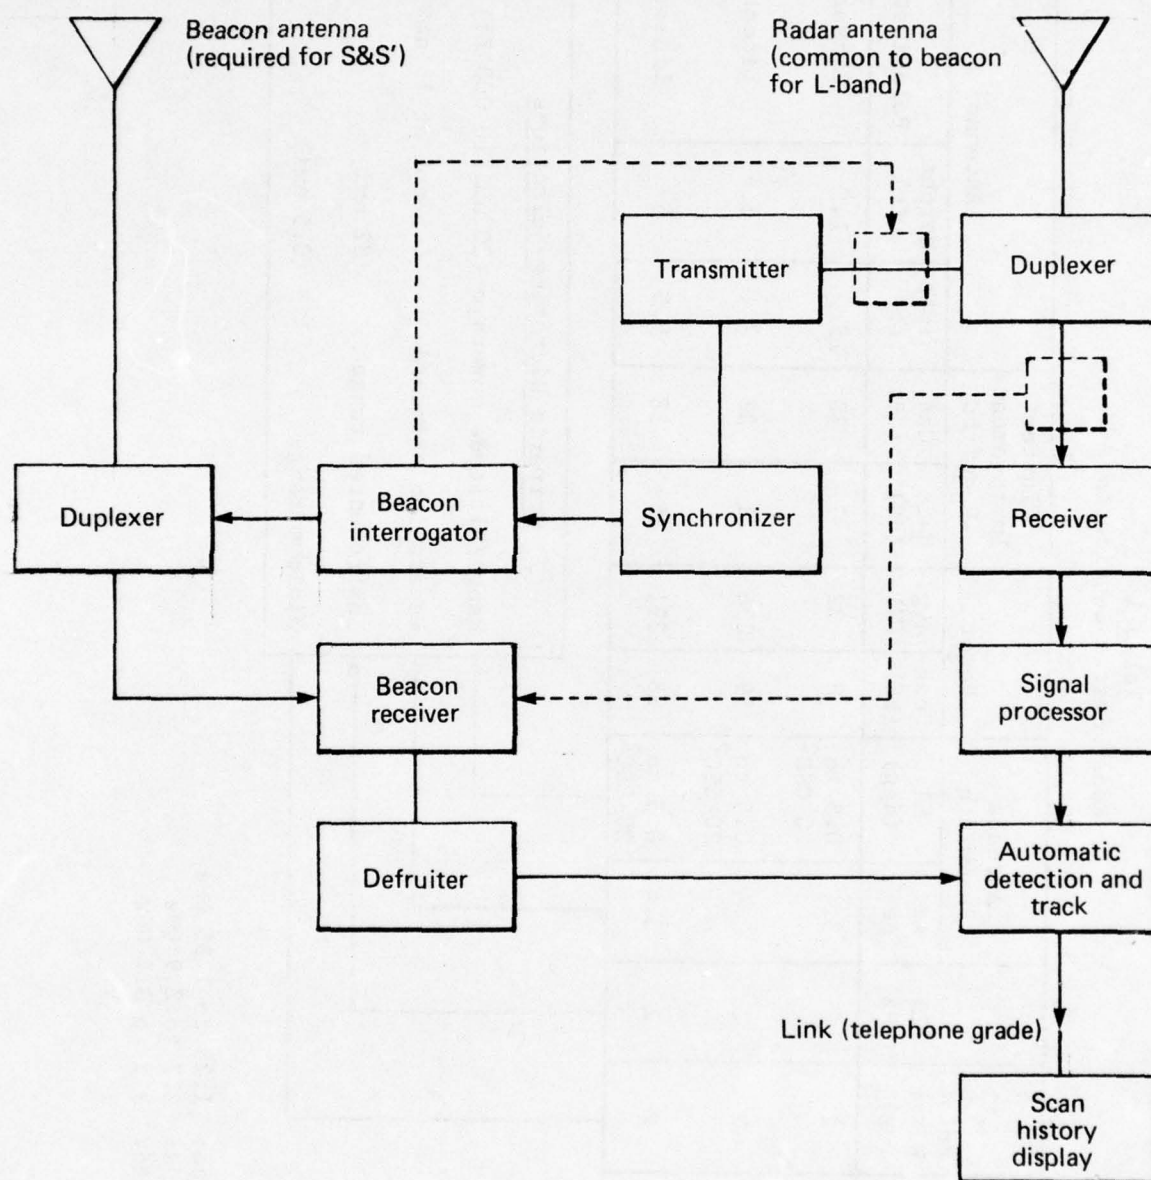 Beacon antenna
(required for S&S')
Radar antenna
(common to beacon
for L-band)
Transmitter
Duplexer
Duplexer
Beacon
interrogator
Synchronizer
Receiver
Beacon
receiver
Signal
processor
Defruiter
Automatic
detection and
track
Link (telephone grade)
Scan
history
display